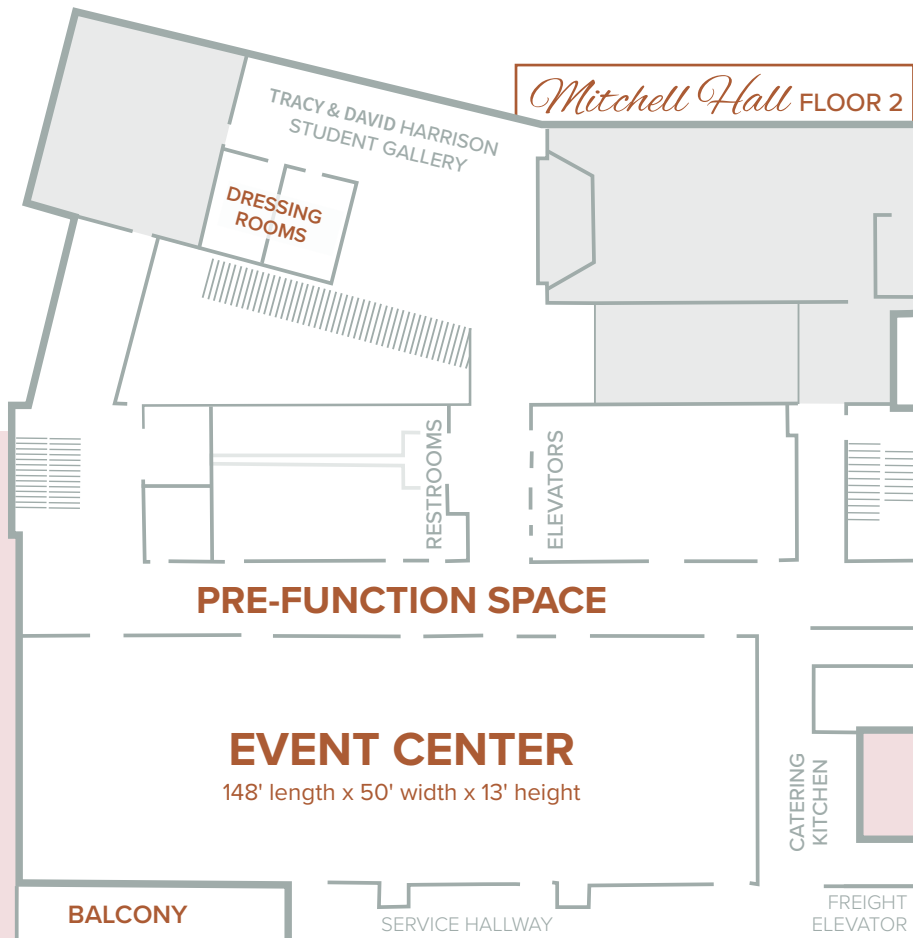 Mitchell Hall FLOOR 2
TRACY & DAVID HARRISON
STUDENT GALLERY
DRESSING
ROOMS
RESTROOMS
ELEVATORS
PRE-FUNCTION SPACE
EVENT CENTER
148' length x 50' width x 13' height
CATERING
KITCHEN
BALCONY
SERVICE HALLWAY
FREIGHT
ELEVATOR